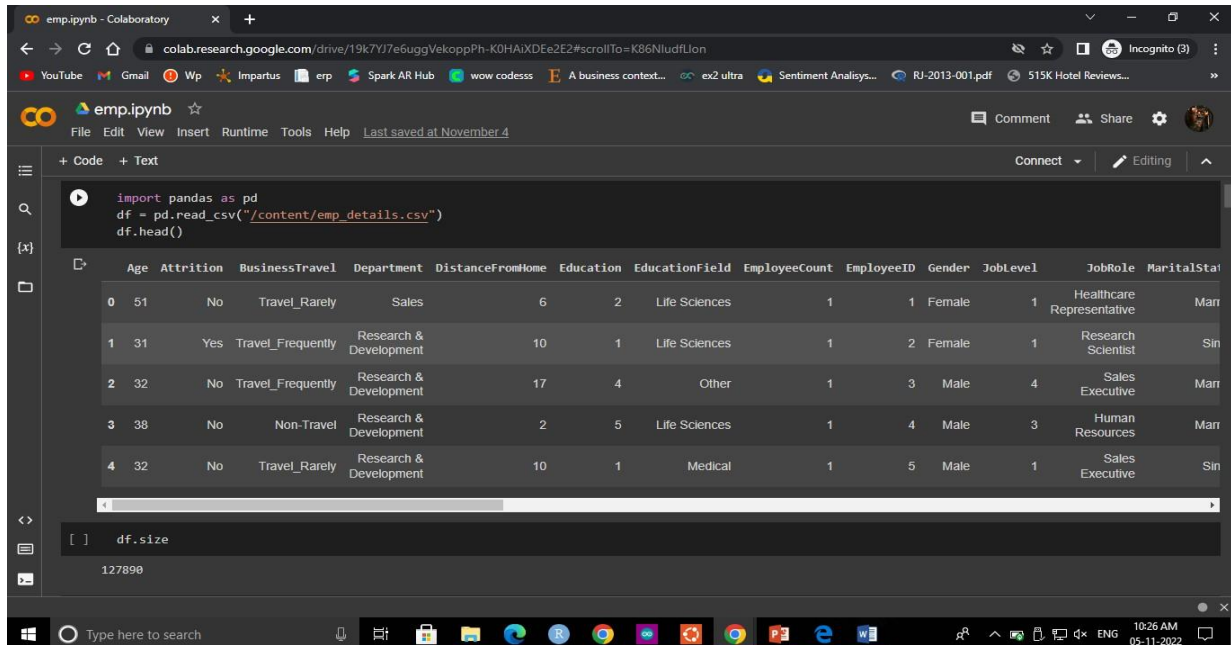 emp.ipynb - Colaboratory
colab.research.google.com/drive/19k7YJ7e6uggVekoppPh-K0HAiXDEe2E2#scrollTo=K86NludfLIon
Incognito (3)
YouTube Gmail Wp Impartus erp Spark AR Hub wow codesss A business context... ex2 ultra Sentiment Analisys... RJ-2013-001.pdf 515K Hotel Reviews... »
emp.ipynb
Comment Share
File Edit View Insert Runtime Tools Help Last saved at November 4
+ Code + Text Connect Editing
import pandas as pd
df = pd.read_csv("/content/emp_details.csv")
df.head()
{x}
Age Attrition BusinessTravel Department DistanceFromHome Education EducationField EmployeeCount EmployeeID Gender JobLevel JobRole MaritalStat
0 51 No Travel_Rarely Sales 6 2 Life Sciences 1 1 Female 1 Healthcare Representative Marr
1 31 Yes Travel_Frequently Research & Development 10 1 Life Sciences 1 2 Female 1 Research Scientist Sin
2 32 No Travel_Frequently Research & Development 17 4 Other 1 3 Male 4 Sales Executive Marr
3 38 No Non-Travel Research & Development 2 5 Life Sciences 1 4 Male 3 Human Resources Marr
4 32 No Travel_Rarely Research & Development 10 1 Medical 1 5 Male 1 Sales Executive Sin
[ ] df.size
127890
Type here to search
ENG
10:26 AM
05-11-2022